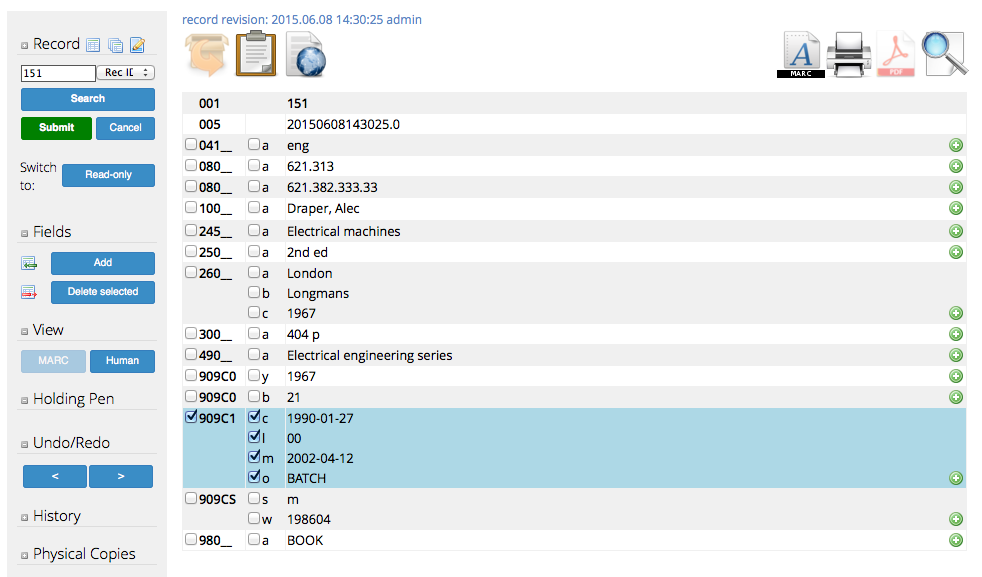 record revision: 2015.06.08 14:30:25 admin
Record
151 Rec ID
Search
Submit Cancel
Switch to: Read-only
Fields
Add
Delete selected
View
MARC Human
Holding Pen
Undo/Redo
< >
History
Physical Copies
A MARC
PDF
001 151
005 20150608143025.0
041__ a eng
080__ a 621.313
080__ a 621.382.333.33
100__ a Draper, Alec
245__ a Electrical machines
250__ a 2nd ed
260__ a London
b Longmans
c 1967
300__ a 404 p
490__ a Electrical engineering series
909C0 y 1967
909C0 b 21
909C1 c 1990-01-27
l 00
m 2002-04-12
o BATCH
909CS s m
w 198604
980__ a BOOK